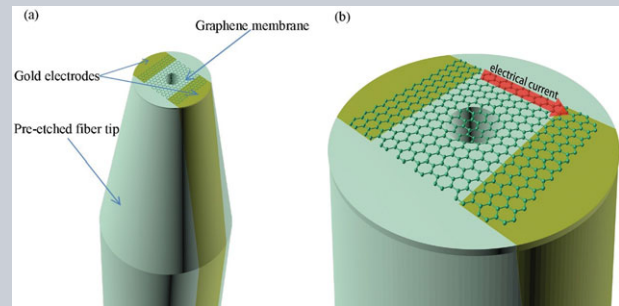 (a)
Graphene membrane
Gold electrodes
Pre-etched fiber tip
(b)
electrical current